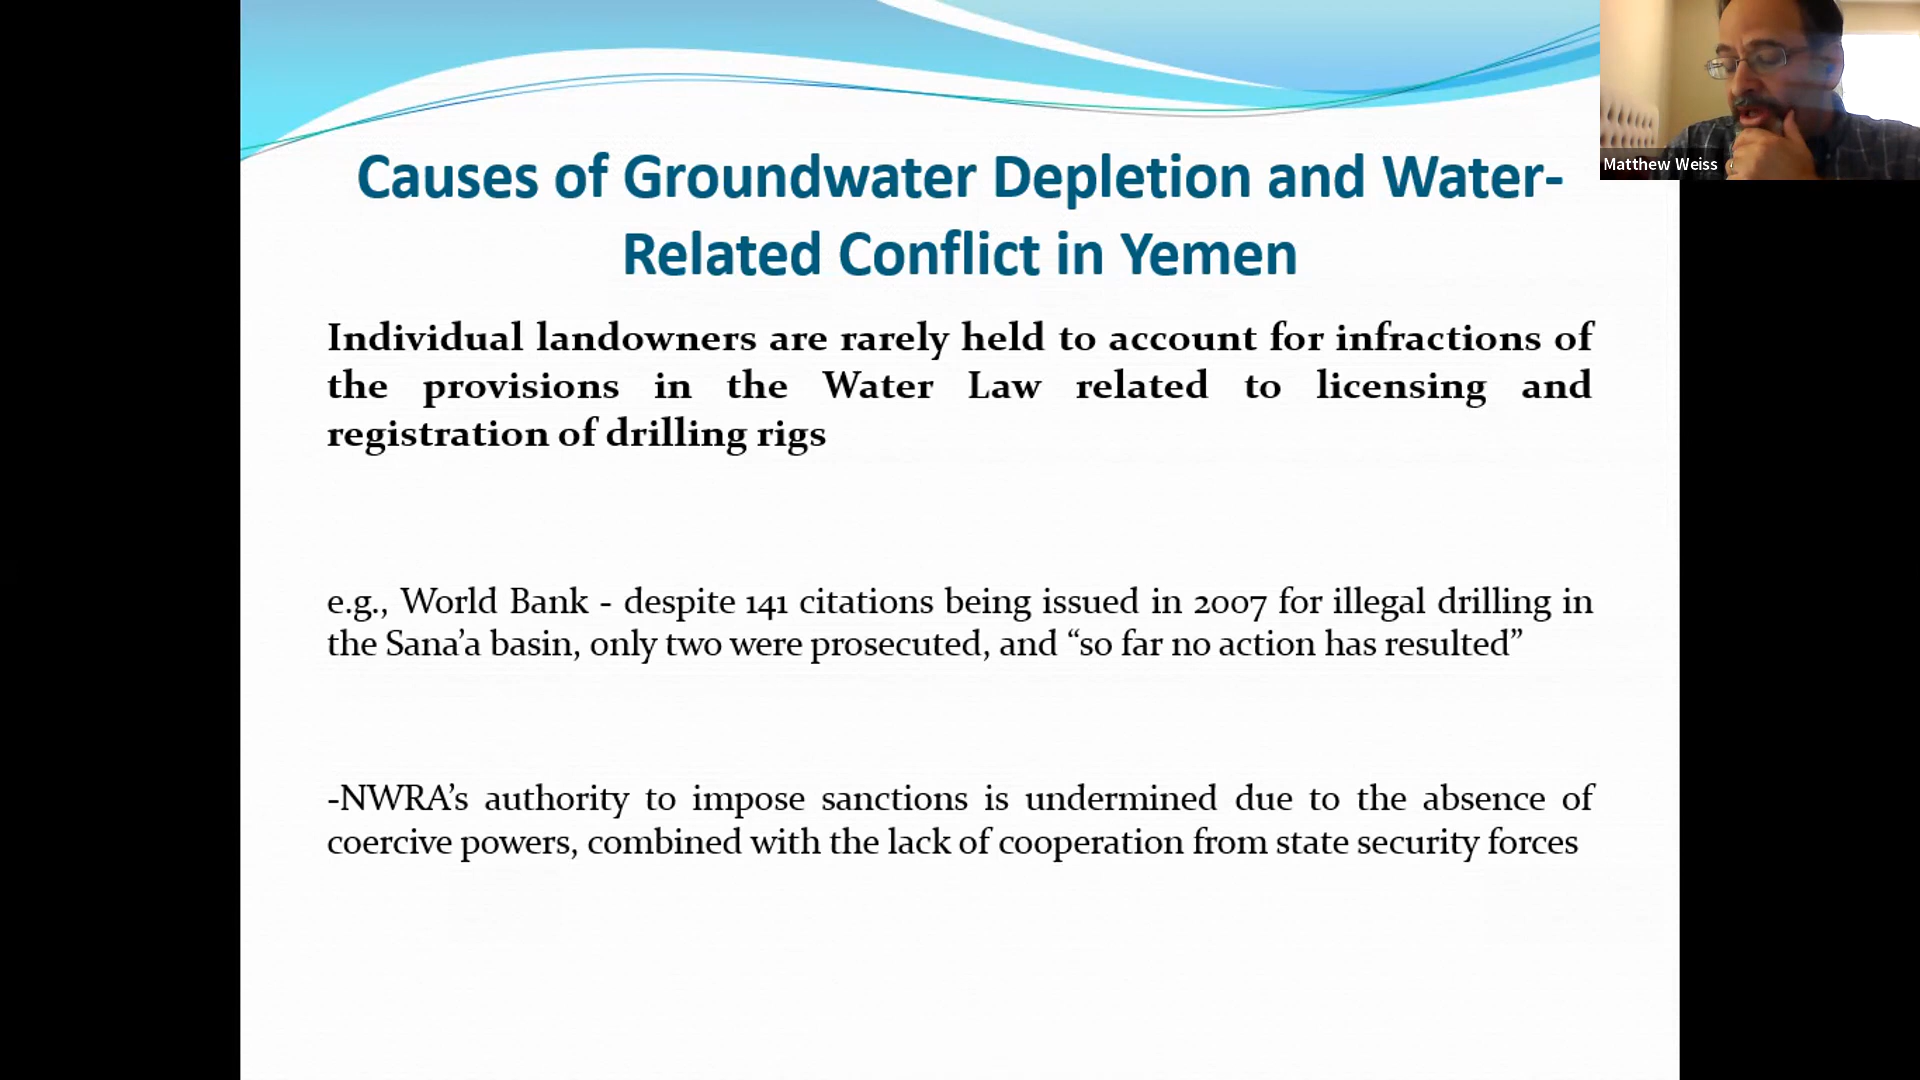 Causes of Groundwater Depletion and Water-
Related Conflict in Yemen
Matthew Weiss
Individual landowners are rarely held to account for infractions of
the provisions in the Water Law related to licensing and
registration of drilling rigs
e.g., World Bank - despite 141 citations being issued in 2007 for illegal drilling in
the Sana’a basin, only two were prosecuted, and “so far no action has resulted”
-NWRA’s authority to impose sanctions is undermined due to the absence of
coercive powers, combined with the lack of cooperation from state security forces